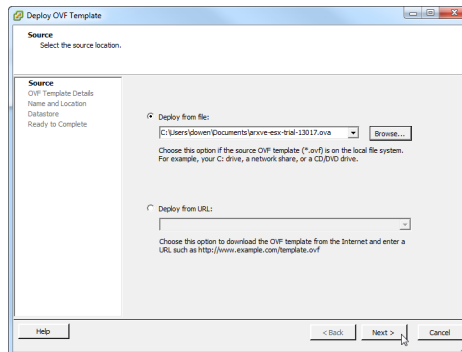 Deploy OVF Template
Source
Select the source location.
Source
OVF Template Details
Name and Location
Datastore
Ready to Complete
Deploy from file:
C:\Users\dowen\Documents\arxve-esx-trial-13017.ova
Browse...
Choose this option if the source OVF template (*.ovf) is on the local file system.
For example, your C: drive, a network share, or a CD/DVD drive.
Deploy from URL:
Choose this option to download the OVF template from the Internet and enter a
URL such as http://www.example.com/template.ovf
Help
< Back
Next >
Cancel